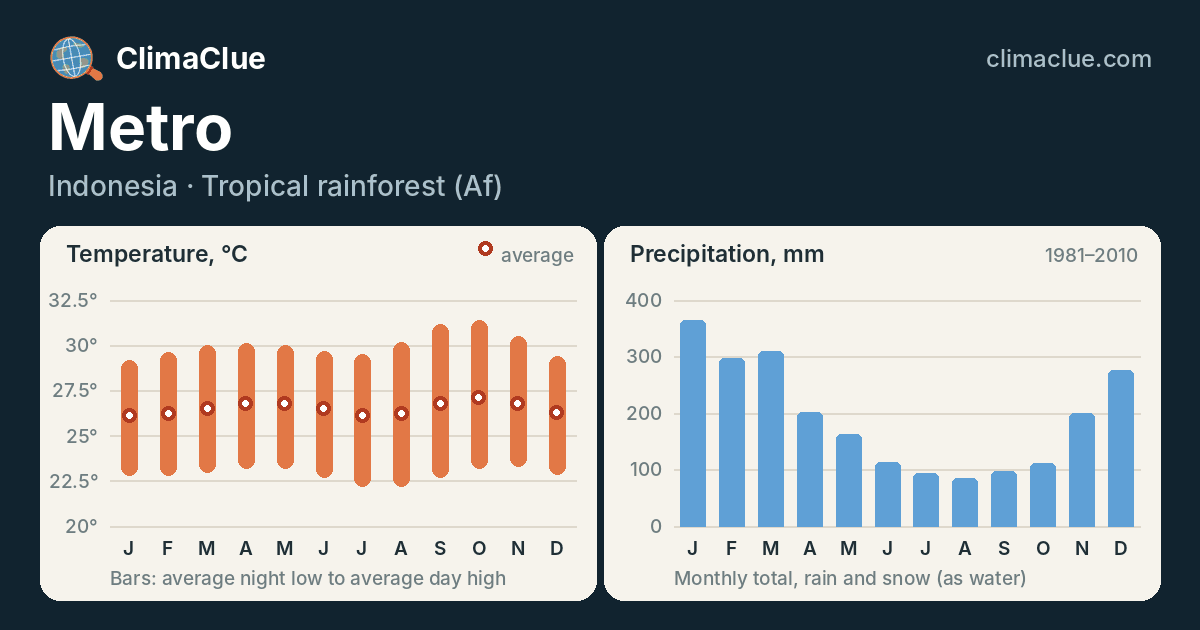 ClimaClue
climaclue.com
Metro
Indonesia · Tropical rainforest (Af)
Temperature, °C
average
32.5°
30°
27.5°
25°
22.5°
20°
J F M A M J J A S O N D
Bars: average night low to average day high
Precipitation, mm
1981–2010
400
300
200
100
0
J F M A M J J A S O N D
Monthly total, rain and snow (as water)